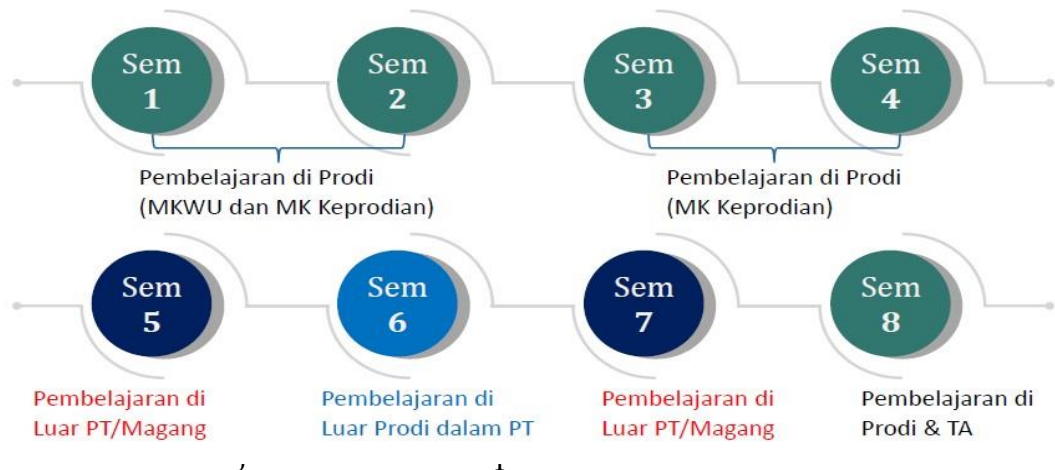 Sem
1
Sem
2
Sem
3
Sem
4
Pembelajaran di Prodi
(MKWU dan MK Keprodian)
Pembelajaran di Prodi
(MK Keprodian)
Sem
5
Sem
6
Sem
7
Sem
8
Pembelajaran di
Luar PT/Magang
Pembelajaran di
Luar Prodi dalam PT
Pembelajaran di
Luar PT/Magang
Pembelajaran di
Prodi & TA